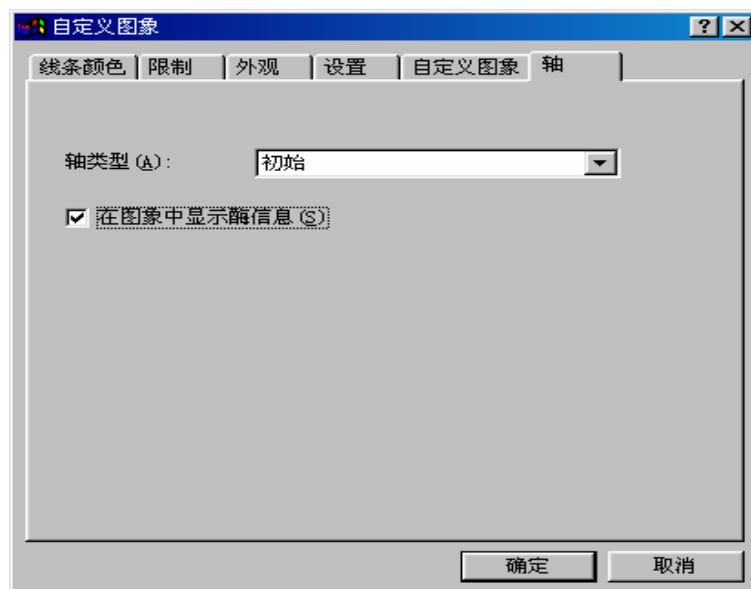 自定义图象
线条颜色 限制 外观 设置 自定义图象 轴
轴类型(A): 初始
在图象中显示酶信息(S)
确定 取消